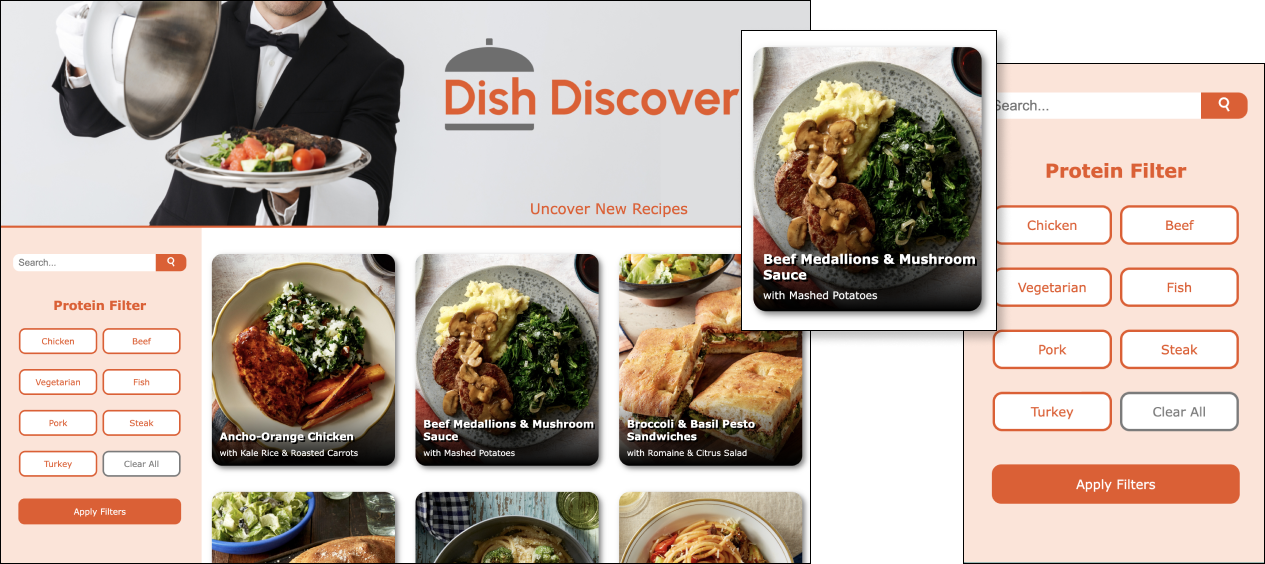 Dish Discover
Uncover New Recipes
Search...
Protein Filter
Chicken
Beef
Vegetarian
Fish
Pork
Steak
Turkey
Clear All
Apply Filters
Ancho-Orange Chicken
with Kale Rice & Roasted Carrots
Beef Medallions & Mushroom
Sauce
with Mashed Potatoes
Broccoli & Basil Pesto
Sandwiches
with Romaine & Citrus Salad
Beef Medallions & Mushroom
Sauce
with Mashed Potatoes
Search...
Protein Filter
Chicken
Beef
Vegetarian
Fish
Pork
Steak
Turkey
Clear All
Apply Filters